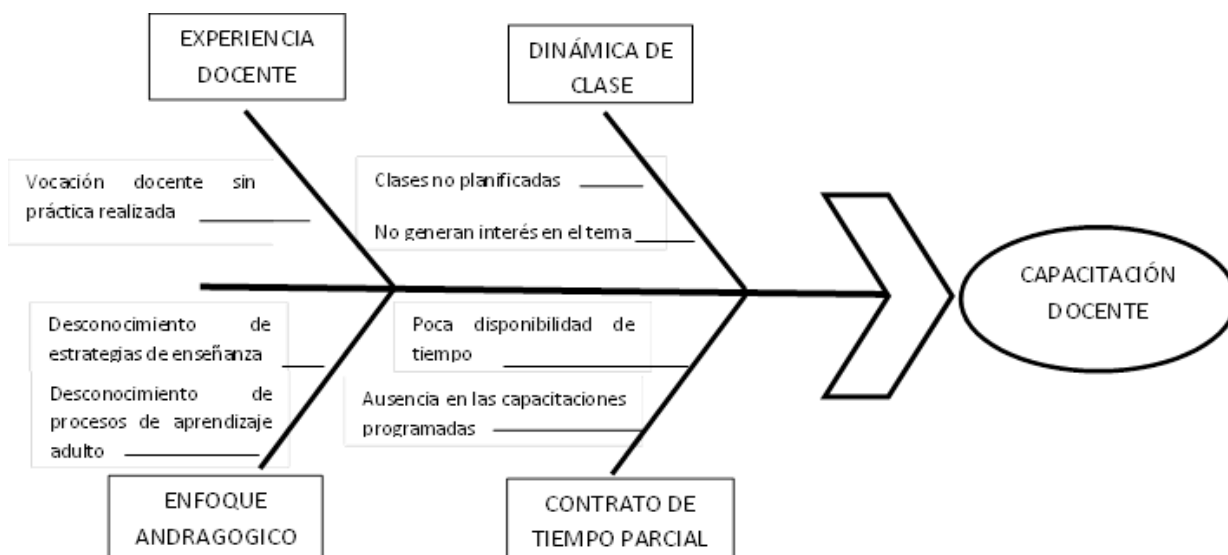 EXPERIENCIA
DOCENTE
DINÁMICA DE
CLASE
Vocación docente sin
práctica realizada
Clases no planificadas
No generan interés en el tema
CAPACITACIÓN
DOCENTE
Desconocimiento de
estrategias de enseñanza
Desconocimiento de
procesos de aprendizaje
adulto
Poca disponibilidad de
tiempo
Ausencia en las capacitaciones
programadas
ENFOQUE
ANDRAGOGICO
CONTRATO DE
TIEMPO PARCIAL